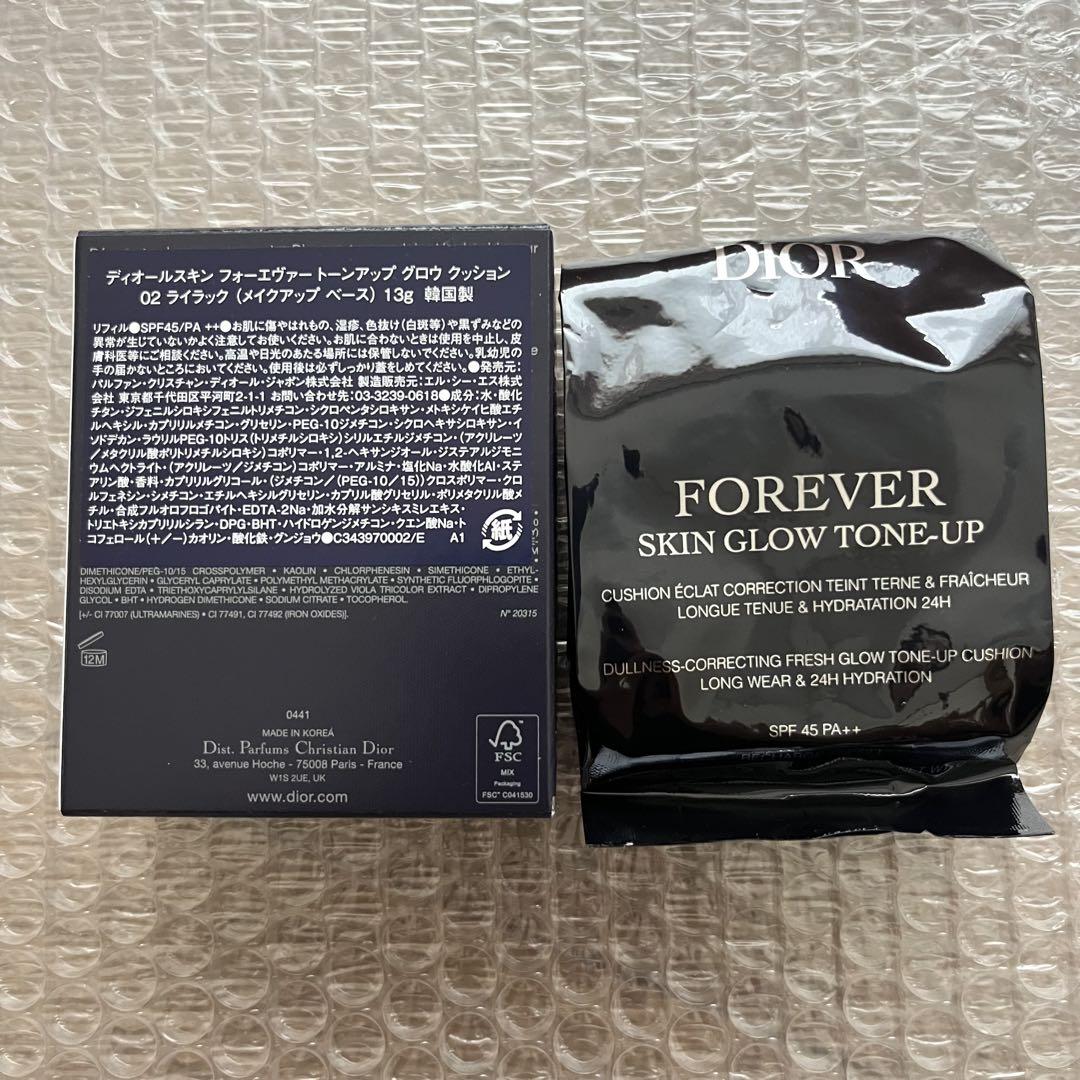 ディオールスキン フォーエヴァー トーンアップ グロウ クッション
02 ライラック (メイクアップ ベース) 13g 韓国製
リフィル●SPF45/PA ++●お肌に傷やはれもの、湿疹、色抜け(白斑等)や黒ずみなどの
異常が生じていないかよく注意してお使いください。お肌に合わないときは使用を中止し、皮
膚科医等にご相談ください。高温や日光のあたる場所には保管しないでください。乳幼児の
手の届かないところにおいてください。使用後は必ずしっかり蓋をしめてください。●発売元:
パルファン・クリスチャン・ディオール・ジャポン株式会社 製造販売元:エル・シー・エス株式会
社 東京都千代田区平河町2-1-1 お問い合わせ先:03-3239-0618●成分:水・酸化
チタン・ジフェニルシロキシフェニルトリメチコン・シクロペンタシロキサン・メトキシケイヒ酸エチ
ルヘキシル・カプリリルメチコン・グリセリン・PEG-10ジメチコン・シクロヘキサシロキサン・イ
ソドデカン・ラウリルPEG-10トリス(トリメチルシロキシ)シリルエチルジメチコン・(アクリレーツ
/メタクリル酸ポリトリメチルシロキシ)コポリマー・1,2-ヘキサンジオール・ジステアルジモニ
ウムヘクトライト・(アクリレーツ/ジメチコン)コポリマー・アルミナ・塩化Na・水酸化Al・ステ
アリン酸・香料・カプリリルグリコール・(ジメチコン/(PEG-10/15))クロスポリマー・クロ
ルフェネシン・シメチコン・エチルヘキシルグリセリン・カプリル酸グリセリル・ポリメタクリル酸メ
チル・合成フルオロフロゴパイト・EDTA-2Na・加水分解サンシキスミレエキス・
トリエトキシカプリリルシラン・DPG・BHT・ハイドロゲンジメチコン・クエン酸Na・ト
コフェロール(+/-)カオリン・酸化鉄・グンジョウ●C343970002/E A1
紙
DIMETHICONE/PEG-10/15 CROSSPOLYMER • KAOLIN • CHLORPHENESIN • SIMETHICONE • ETHYL-
HEXYLGLYCERIN • GLYCERYL CAPRYLATE • POLYMETHYL METHACRYLATE • SYNTHETIC FLUORPHLOGOPITE •
DISODIUM EDTA • TRIETHOXYCAPRYLYLSILANE • HYDROLYZED VIOLA TRICOLOR EXTRACT • DIPROPYLENE
GLYCOL • BHT • HYDROGEN DIMETHICONE • SODIUM CITRATE • TOCOPHEROL.
[+/- CI 77007 (ULTRAMARINES) • CI 77491, CI 77492 (IRON OXIDES)]. N° 20315
12M
0441
MADE IN KOREA
Dist. Parfums Christian Dior
33, avenue Hoche - 75008 Paris - France
W1S 2UE, UK
www.dior.com
FSC
MIX
Packaging
FSC® C041530
DIOR
FOREVER
SKIN GLOW TONE-UP
CUSHION ÉCLAT CORRECTION TEINT TERNE & FRAÎCHEUR
LONGUE TENUE & HYDRATATION 24H
DULLNESS-CORRECTING FRESH GLOW TONE-UP CUSHION
LONG WEAR & 24H HYDRATION
SPF 45 PA++